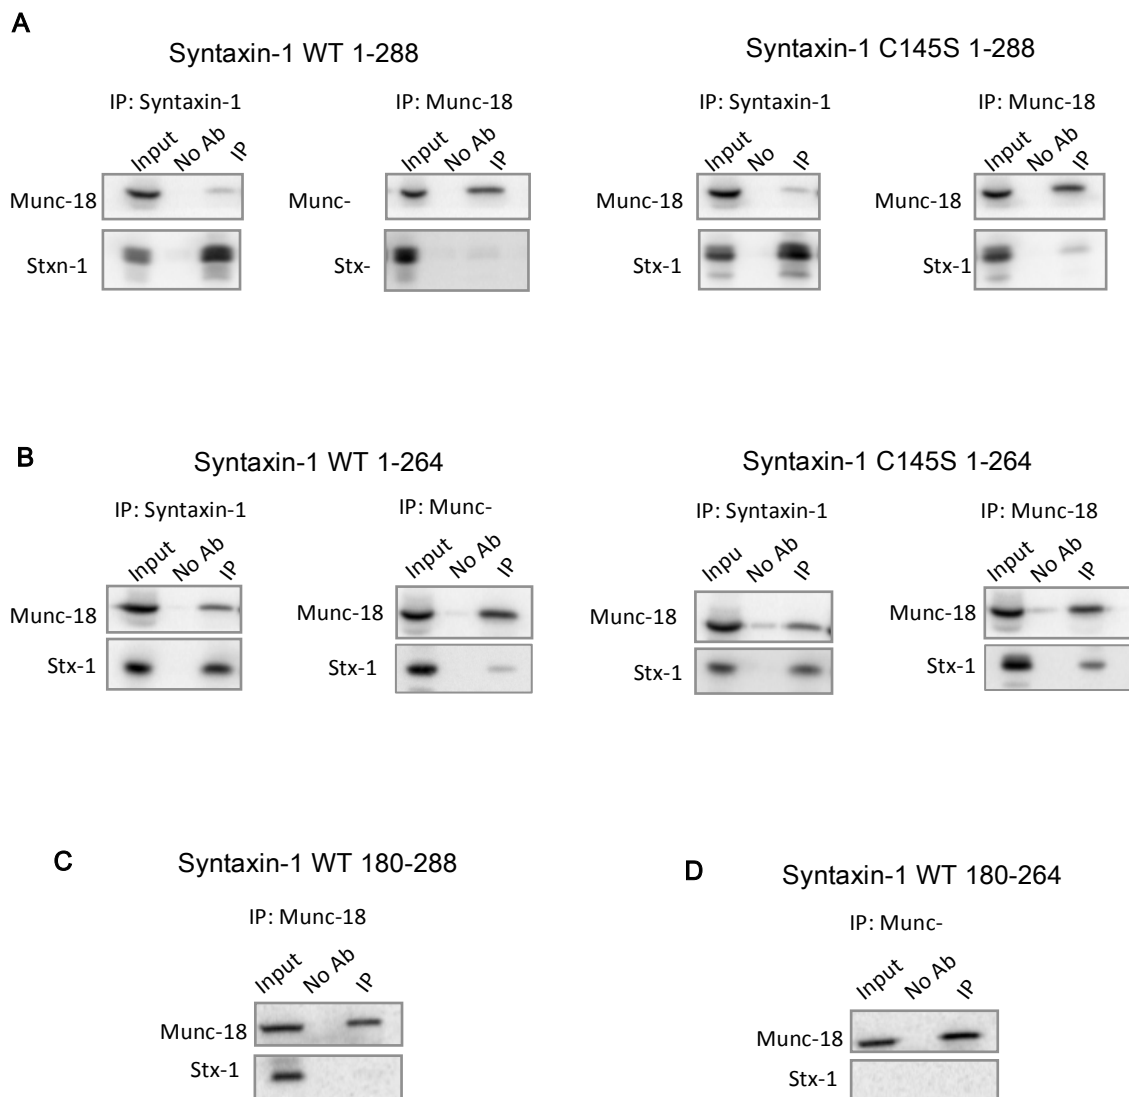 A
Syntaxin-1 WT 1-288
Syntaxin-1 C145S 1-288
IP: Syntaxin-1
IP: Munc-18
IP: Syntaxin-1
IP: Munc-18
Input No Ab IP
Input No Ab IP
Input No IP
Input No Ab IP
Munc-18
Munc-
Munc-18
Munc-18
Stxn-1
Stx-
Stx-1
Stx-1
B
Syntaxin-1 WT 1-264
Syntaxin-1 C145S 1-264
IP: Syntaxin-1
IP: Munc-
IP: Syntaxin-1
IP: Munc-18
Input No Ab IP
Input No Ab IP
Inpu No Ab IP
Input No Ab IP
Munc-18
Munc-18
Munc-18
Munc-18
Stx-1
Stx-1
Stx-1
Stx-1
C
Syntaxin-1 WT 180-288
IP: Munc-18
Input No Ab IP
Munc-18
Stx-1
D
Syntaxin-1 WT 180-264
IP: Munc-
Input No Ab IP
Munc-18
Stx-1